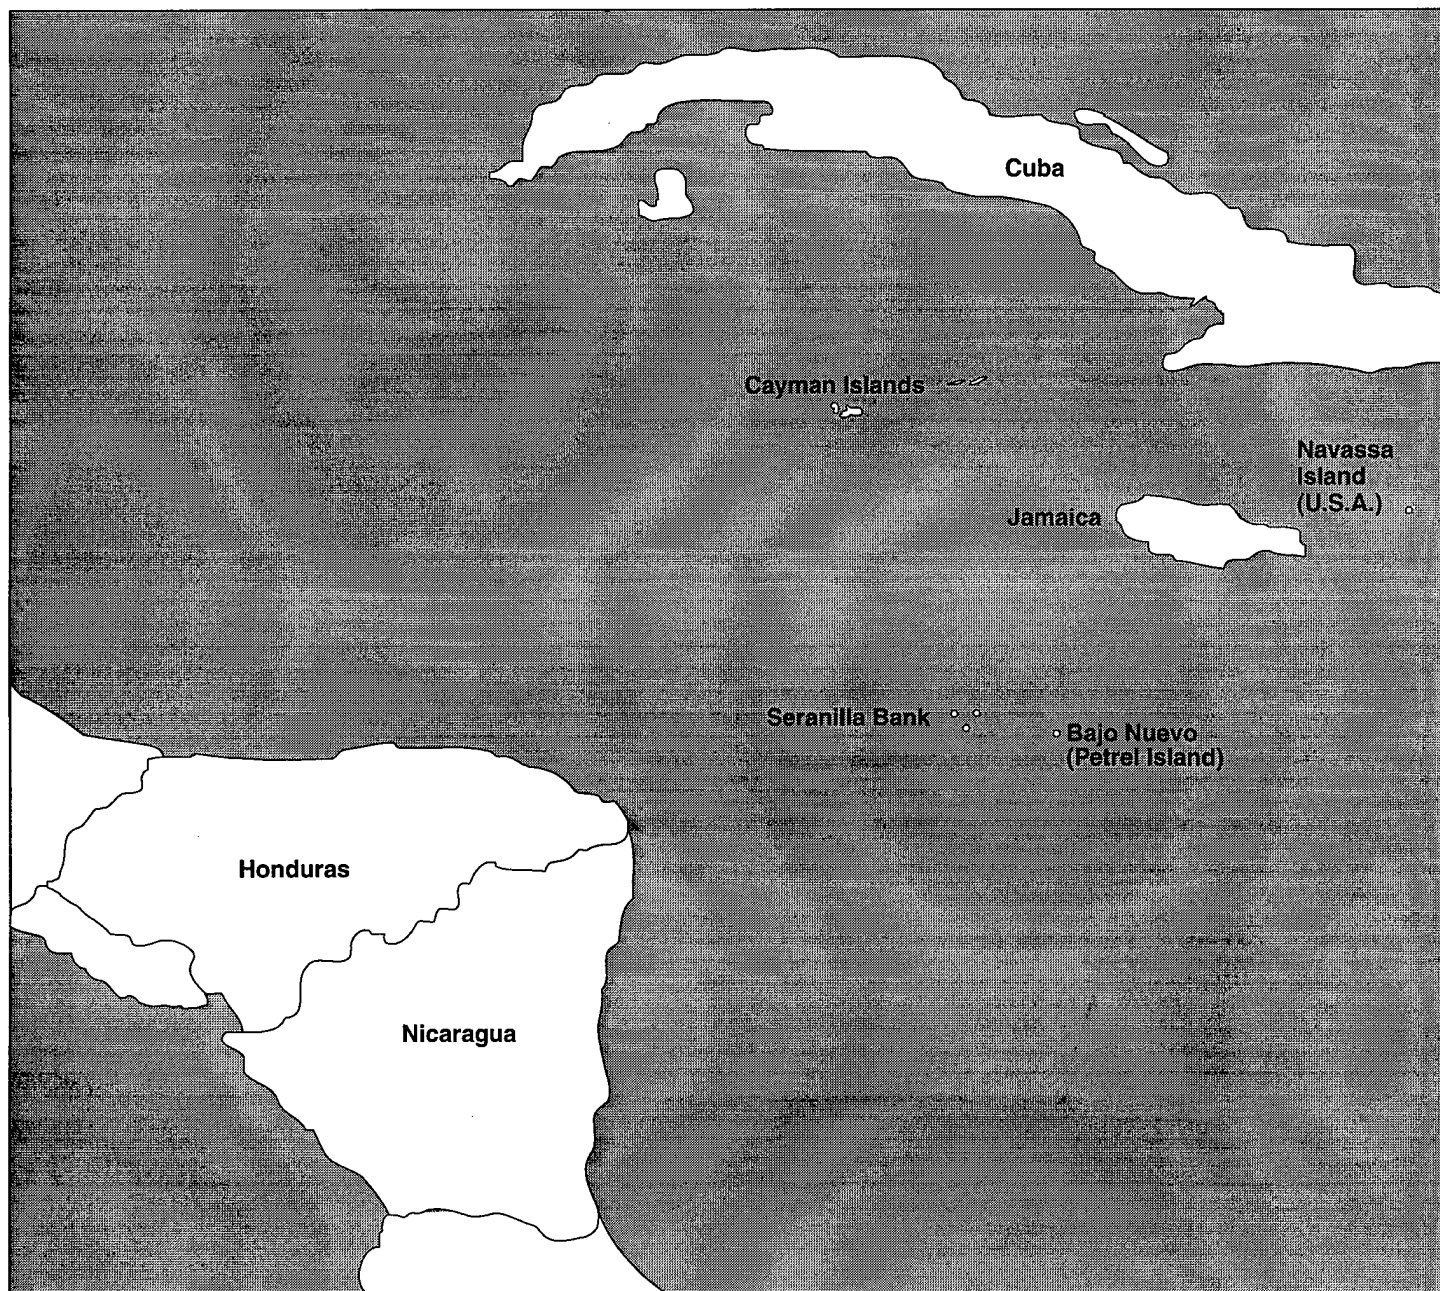 Cuba
Cayman Islands
Navassa
Island
(U.S.A.)
Jamaica
Seranilla Bank
Bajo Nuevo
(Petrel Island)
Honduras
Nicaragua